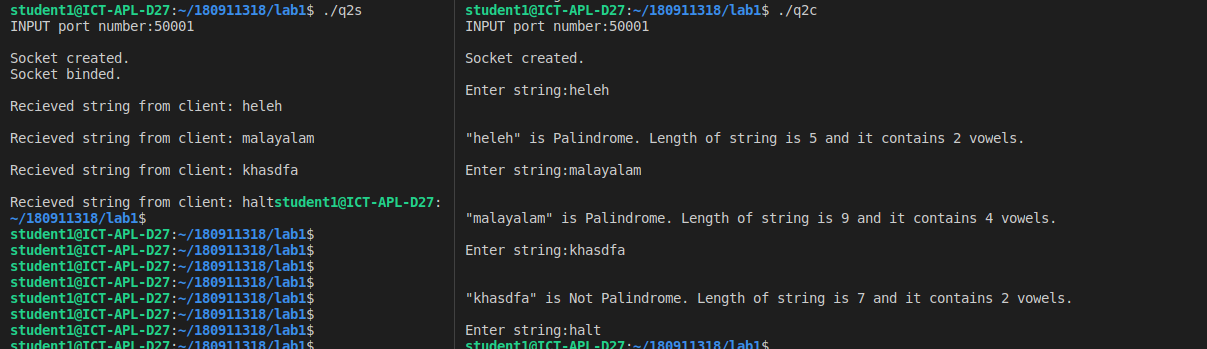 student1@ICT-APL-D27:~/180911318/lab1$ ./q2s
INPUT port number:50001
Socket created.
Socket binded.
Recieved string from client: heleh
Recieved string from client: malayalam
Recieved string from client: khasdfa
Recieved string from client: haltstudent1@ICT-APL-D27:
~/180911318/lab1$
student1@ICT-APL-D27:~/180911318/lab1$
student1@ICT-APL-D27:~/180911318/lab1$
student1@ICT-APL-D27:~/180911318/lab1$
student1@ICT-APL-D27:~/180911318/lab1$
student1@ICT-APL-D27:~/180911318/lab1$
student1@ICT-APL-D27:~/180911318/lab1$
student1@ICT-APL-D27:~/180911318/lab1$
student1@ICT-APL-D27:~/180911318/lab1$
student1@ICT-APL-D27:~/180911318/lab1$ ./q2c
INPUT port number:50001
Socket created.
Enter string:heleh
"heleh" is Palindrome. Length of string is 5 and it contains 2 vowels.
Enter string:malayalam
"malayalam" is Palindrome. Length of string is 9 and it contains 4 vowels.
Enter string:khasdfa
"khasdfa" is Not Palindrome. Length of string is 7 and it contains 2 vowels.
Enter string:halt
student1@ICT-APL-D27:~/180911318/lab1$